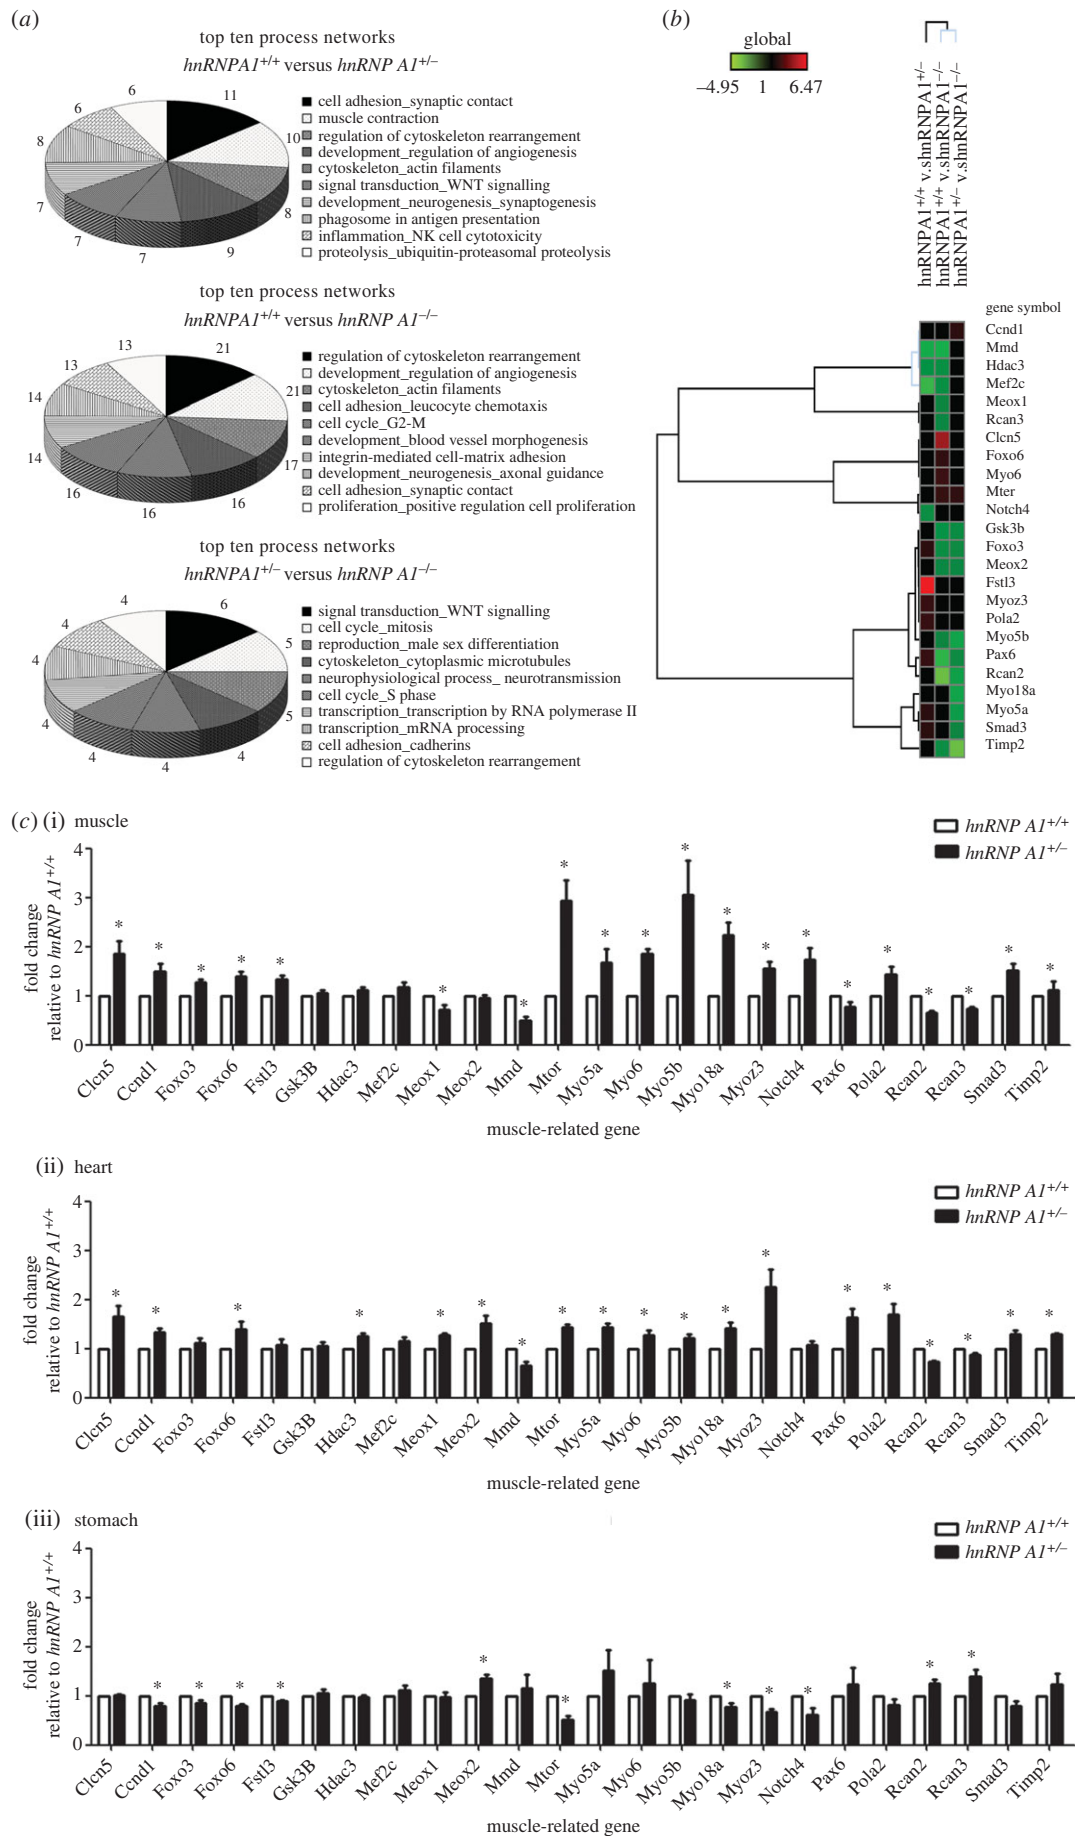 (a)
top ten process networks
hnRNPA1+/+ versus hnRNP A1+/–
11
10
8
9
7
7
7
8
6
6
cell adhesion_synaptic contact
muscle contraction
regulation of cytoskeleton rearrangement
development_regulation of angiogenesis
cytoskeleton_actin filaments
signal transduction_WNT signalling
development_neurogenesis_synaptogenesis
phagosome in antigen presentation
inflammation_NK cell cytotoxicity
proteolysis_ubiquitin-proteasomal proteolysis
top ten process networks
hnRNPA1+/+ versus hnRNP A1–/–
21
21
17
16
16
16
14
14
13
13
regulation of cytoskeleton rearrangement
development_regulation of angiogenesis
cytoskeleton_actin filaments
cell adhesion_leucocyte chemotaxis
cell cycle_G2-M
development_blood vessel morphogenesis
integrin-mediated cell-matrix adhesion
development_neurogenesis_axonal guidance
cell adhesion_synaptic contact
proliferation_positive regulation cell proliferation
top ten process networks
hnRNPA1+/– versus hnRNP A1–/–
6
5
5
4
4
4
4
4
4
4
signal transduction_WNT signalling
cell cycle_mitosis
reproduction_male sex differentiation
cytoskeleton_cytoplasmic microtubules
neurophysiological process_ neurotransmission
cell cycle_S phase
transcription_transcription by RNA polymerase II
transcription_mRNA processing
cell adhesion_cadherins
regulation of cytoskeleton rearrangement
(b)
global
–4.95 1 6.47
hnRNPA1+/+ v.shnRNPA1+/–
hnRNPA1+/+ v.shnRNPA1–/–
hnRNPA1+/– v.shnRNPA1–/–
gene symbol
Ccnd1
Mmd
Hdac3
Mef2c
Meox1
Rcan3
Clcn5
Foxo6
Myo6
Mter
Notch4
Gsk3b
Foxo3
Meox2
Fstl3
Myoz3
Pola2
Myo5b
Pax6
Rcan2
Myo18a
Myo5a
Smad3
Timp2
(c) (i) muscle
hnRNP A1+/+
hnRNP A1+/–
fold change
relative to hnRNP A1+/+
4
3
2
1
0
* * * * * * * * * * * * * * * * * * * *
Clcn5 Ccnd1 Foxo3 Foxo6 Fstl3 Gsk3B Hdac3 Mef2c Meox1 Meox2 Mmd Mtor Myo5a Myo6 Myo5b Myo18a Myoz3 Notch4 Pax6 Pola2 Rcan2 Rcan3 Smad3 Timp2
muscle-related gene
(ii) heart
hnRNP A1+/+
hnRNP A1+/–
fold change
relative to hnRNP A1+/+
4
3
2
1
0
* * * * * * * * * * * * * * * * * * *
Clcn5 Ccnd1 Foxo3 Foxo6 Fstl3 Gsk3B Hdac3 Mef2c Meox1 Meox2 Mmd Mtor Myo5a Myo6 Myo5b Myo18a Myoz3 Notch4 Pax6 Pola2 Rcan2 Rcan3 Smad3 Timp2
muscle-related gene
(iii) stomach
hnRNP A1+/+
hnRNP A1+/–
fold change
relative to hnRNP A1+/+
4
3
2
1
0
* * * * * * * * * * *
Clcn5 Ccnd1 Foxo3 Foxo6 Fstl3 Gsk3B Hdac3 Mef2c Meox1 Meox2 Mmd Mtor Myo5a Myo6 Myo5b Myo18a Myoz3 Notch4 Pax6 Pola2 Rcan2 Rcan3 Smad3 Timp2
muscle-related gene